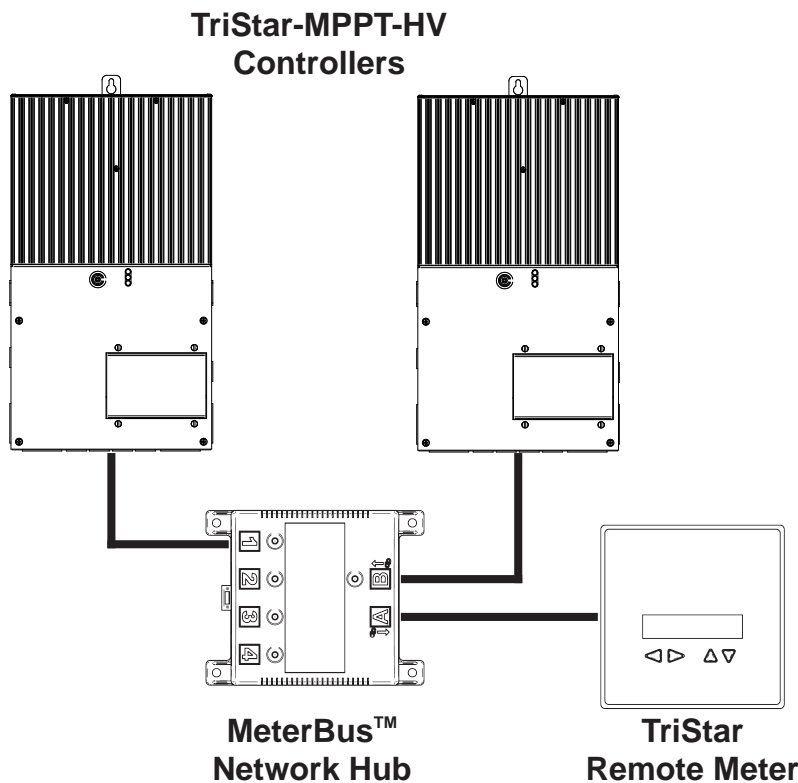 TriStar-MPPT-HV
Controllers
1
2
3
4
B
A
MeterBus™
Network Hub
TriStar
Remote Meter